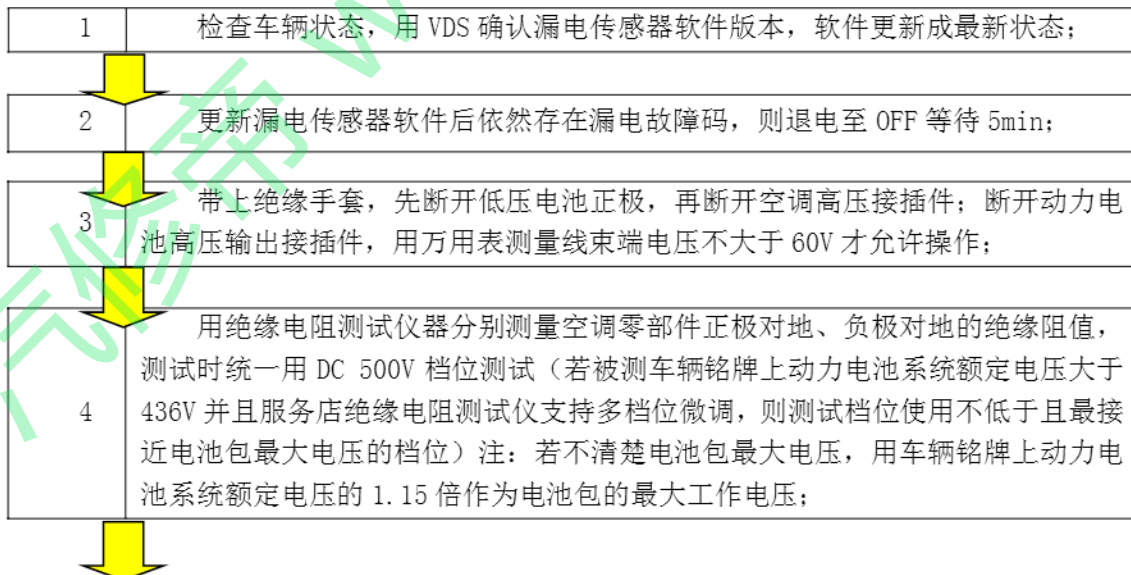 1 检查车辆状态，用 VDS 确认漏电传感器软件版本，软件更新成最新状态；
2 更新漏电传感器软件后依然存在漏电故障码，则退电至 OFF 等待 5min；
3 带上绝缘手套，先断开低压电池正极，再断开空调高压接插件；断开动力电
池高压输出接插件，用万用表测量线束端电压不大于 60V 才允许操作；
用绝缘电阻测试仪器分别测量空调零部件正极对地、负极对地的绝缘阻值，
测试时统一用 DC 500V 档位测试（若被测车辆铭牌上动力电池系统额定电压大于
4 436V 并且服务店绝缘电阻测试仪支持多档位微调，则测试档位使用不低于且最接
近电池包最大电压的档位）注：若不清楚电池包最大电压，用车辆铭牌上动力电
池系统额定电压的 1.15 倍作为电池包的最大工作电压；
汽修帝 W